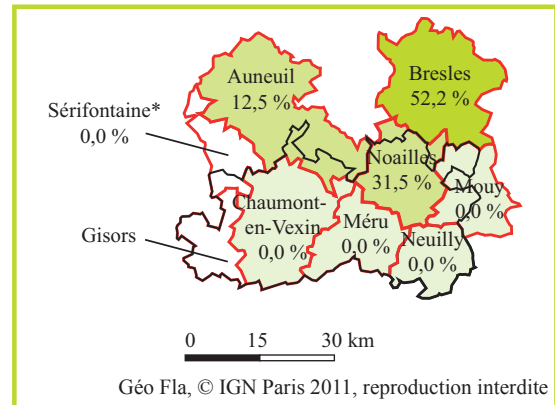 Auneuil
12,5 %
Bresles
52,2 %
Sérifontaine*
0,0 %
Noailles
31,5 %
Mouy
0,0 %
Chaumont-
en-Vexin
0,0 %
Méru
0,0 %
Neuilly
0,0 %
Gisors
0 15 30 km
Géo Fla, © IGN Paris 2011, reproduction interdite